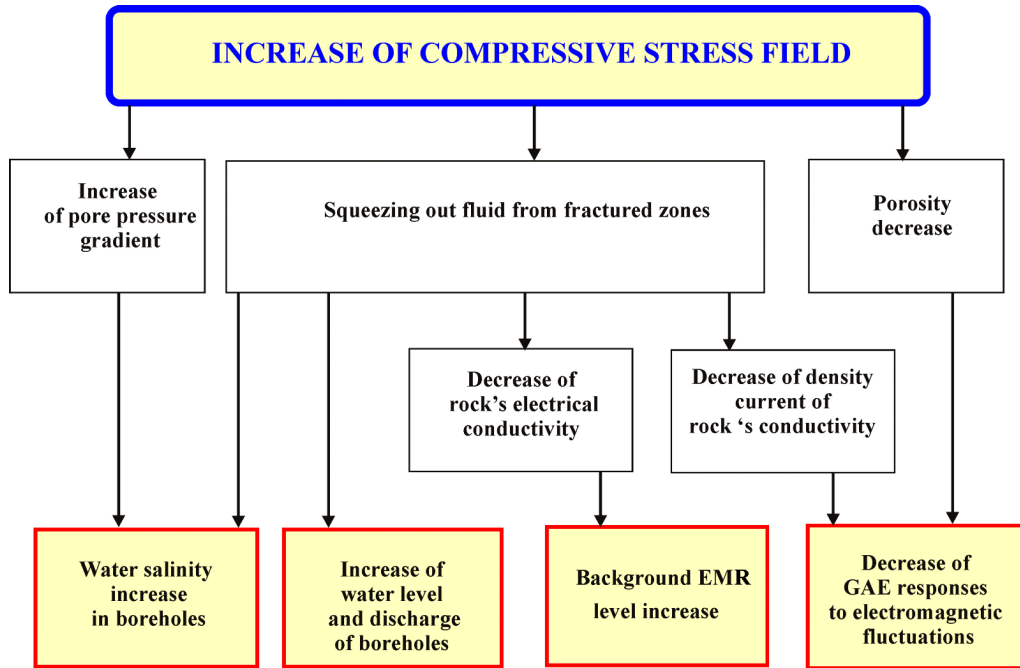 INCREASE OF COMPRESSIVE STRESS FIELD
Increase
of pore pressure
gradient
Squeezing out fluid from fractured zones
Porosity
decrease
Decrease of
rock’s electrical
conductivity
Decrease of density
current of
rock ‘s conductivity
Water salinity
increase
in boreholes
Increase of
water level
and discharge
of boreholes
Background EMR
level increase
Decrease of
GAE responses
to electromagnetic
fluctuations